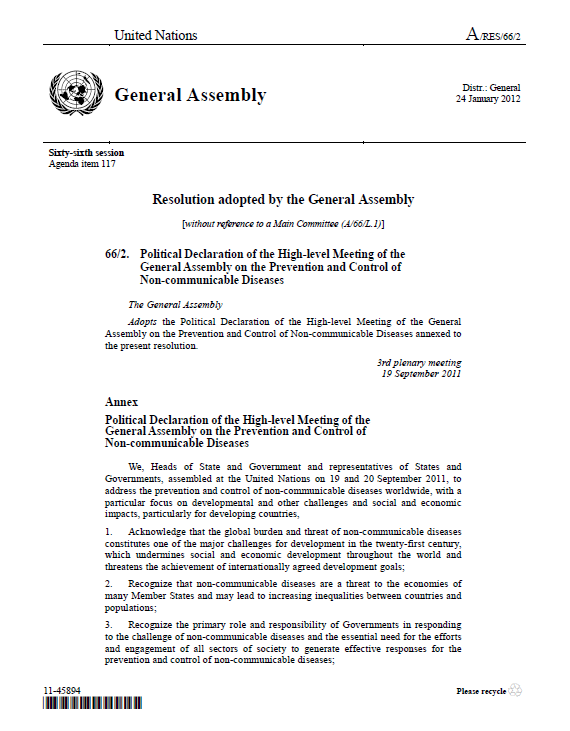 United Nations
A/RES/66/2
General Assembly
Distr.: General
24 January 2012
Sixty-sixth session
Agenda item 117
Resolution adopted by the General Assembly
[without reference to a Main Committee (A/66/L.1)]
66/2. Political Declaration of the High-level Meeting of the
General Assembly on the Prevention and Control of
Non-communicable Diseases
The General Assembly
Adopts the Political Declaration of the High-level Meeting of the General
Assembly on the Prevention and Control of Non-communicable Diseases annexed to
the present resolution.
3rd plenary meeting
19 September 2011
Annex
Political Declaration of the High-level Meeting of the
General Assembly on the Prevention and Control of
Non-communicable Diseases
We, Heads of State and Government and representatives of States and
Governments, assembled at the United Nations on 19 and 20 September 2011, to
address the prevention and control of non-communicable diseases worldwide, with a
particular focus on developmental and other challenges and social and economic
impacts, particularly for developing countries,
1. Acknowledge that the global burden and threat of non-communicable diseases
constitutes one of the major challenges for development in the twenty-first century,
which undermines social and economic development throughout the world and
threatens the achievement of internationally agreed development goals;
2. Recognize that non-communicable diseases are a threat to the economies of
many Member States and may lead to increasing inequalities between countries and
populations;
3. Recognize the primary role and responsibility of Governments in responding
to the challenge of non-communicable diseases and the essential need for the efforts
and engagement of all sectors of society to generate effective responses for the
prevention and control of non-communicable diseases;
11-45894
Please recycle